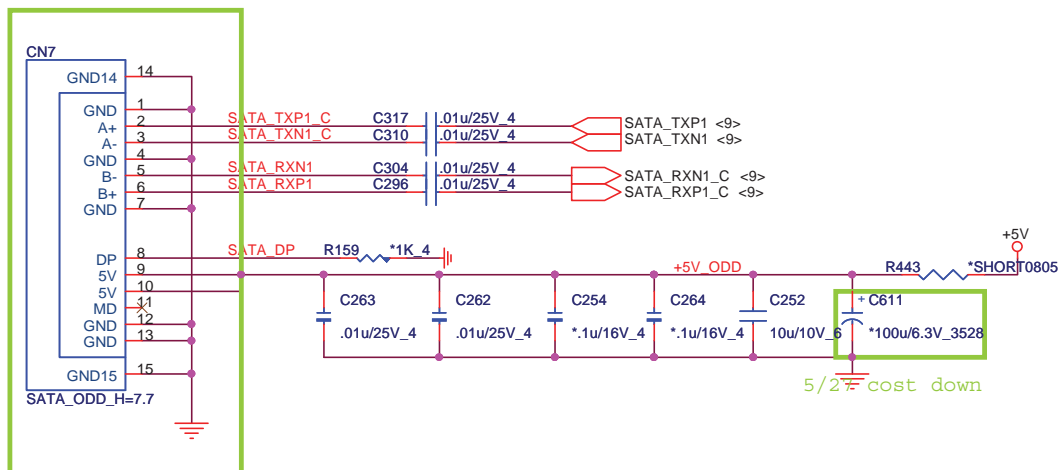 CN7
GND14 14
GND 1
A+ 2 SATA_TXP1_C C317 .01u/25V_4 SATA_TXP1 <9>
A- 3 SATA_TXN1_C C310 .01u/25V_4 SATA_TXN1 <9>
GND 4
B- 5 SATA_RXN1 C304 .01u/25V_4 SATA_RXN1_C <9>
B+ 6 SATA_RXP1 C296 .01u/25V_4 SATA_RXP1_C <9>
GND 7
+5V
DP 8 SATA_DP R159 *1K_4
5V 9 +5V_ODD R443 *SHORT0805
5V 10
MD 11
GND 12
GND 13
C263 C262 C254 C264 C252 + C611
.01u/25V_4 .01u/25V_4 *.1u/16V_4 *.1u/16V_4 10u/10V_6 *100u/6.3V_3528
GND15 15
SATA_ODD_H=7.7
cost down